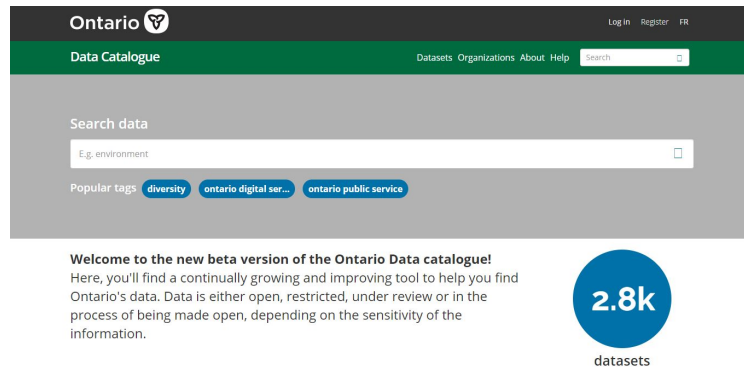 Ontario
Log in Register FR
Data Catalogue
Datasets Organizations About Help Search
Search data
E.g. environment
Popular tags diversity ontario digital ser... ontario public service
Welcome to the new beta version of the Ontario Data catalogue!
Here, you'll find a continually growing and improving tool to help you find
Ontario's data. Data is either open, restricted, under review or in the
process of being made open, depending on the sensitivity of the
information.
2.8k
datasets